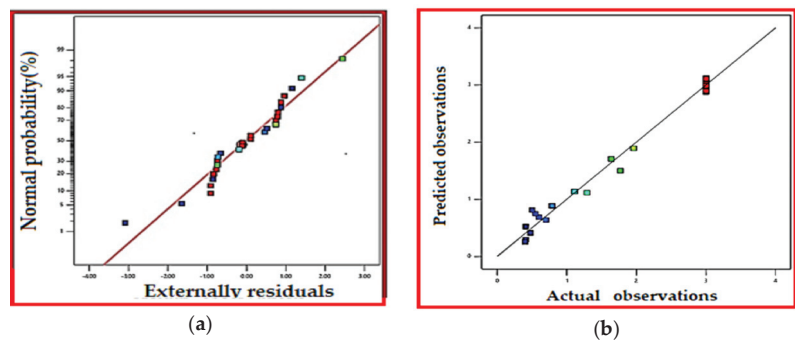 Normal probability(%)
99
95
90
80
70
50
30
20
10
5
1
-4.00 -3.00 -2.00 -1.00 0.00 1.00 2.00 3.00
Externally residuals
(a)
Predicted observations
4
3
2
1
0
0 1 2 3 4
Actual observations
(b)